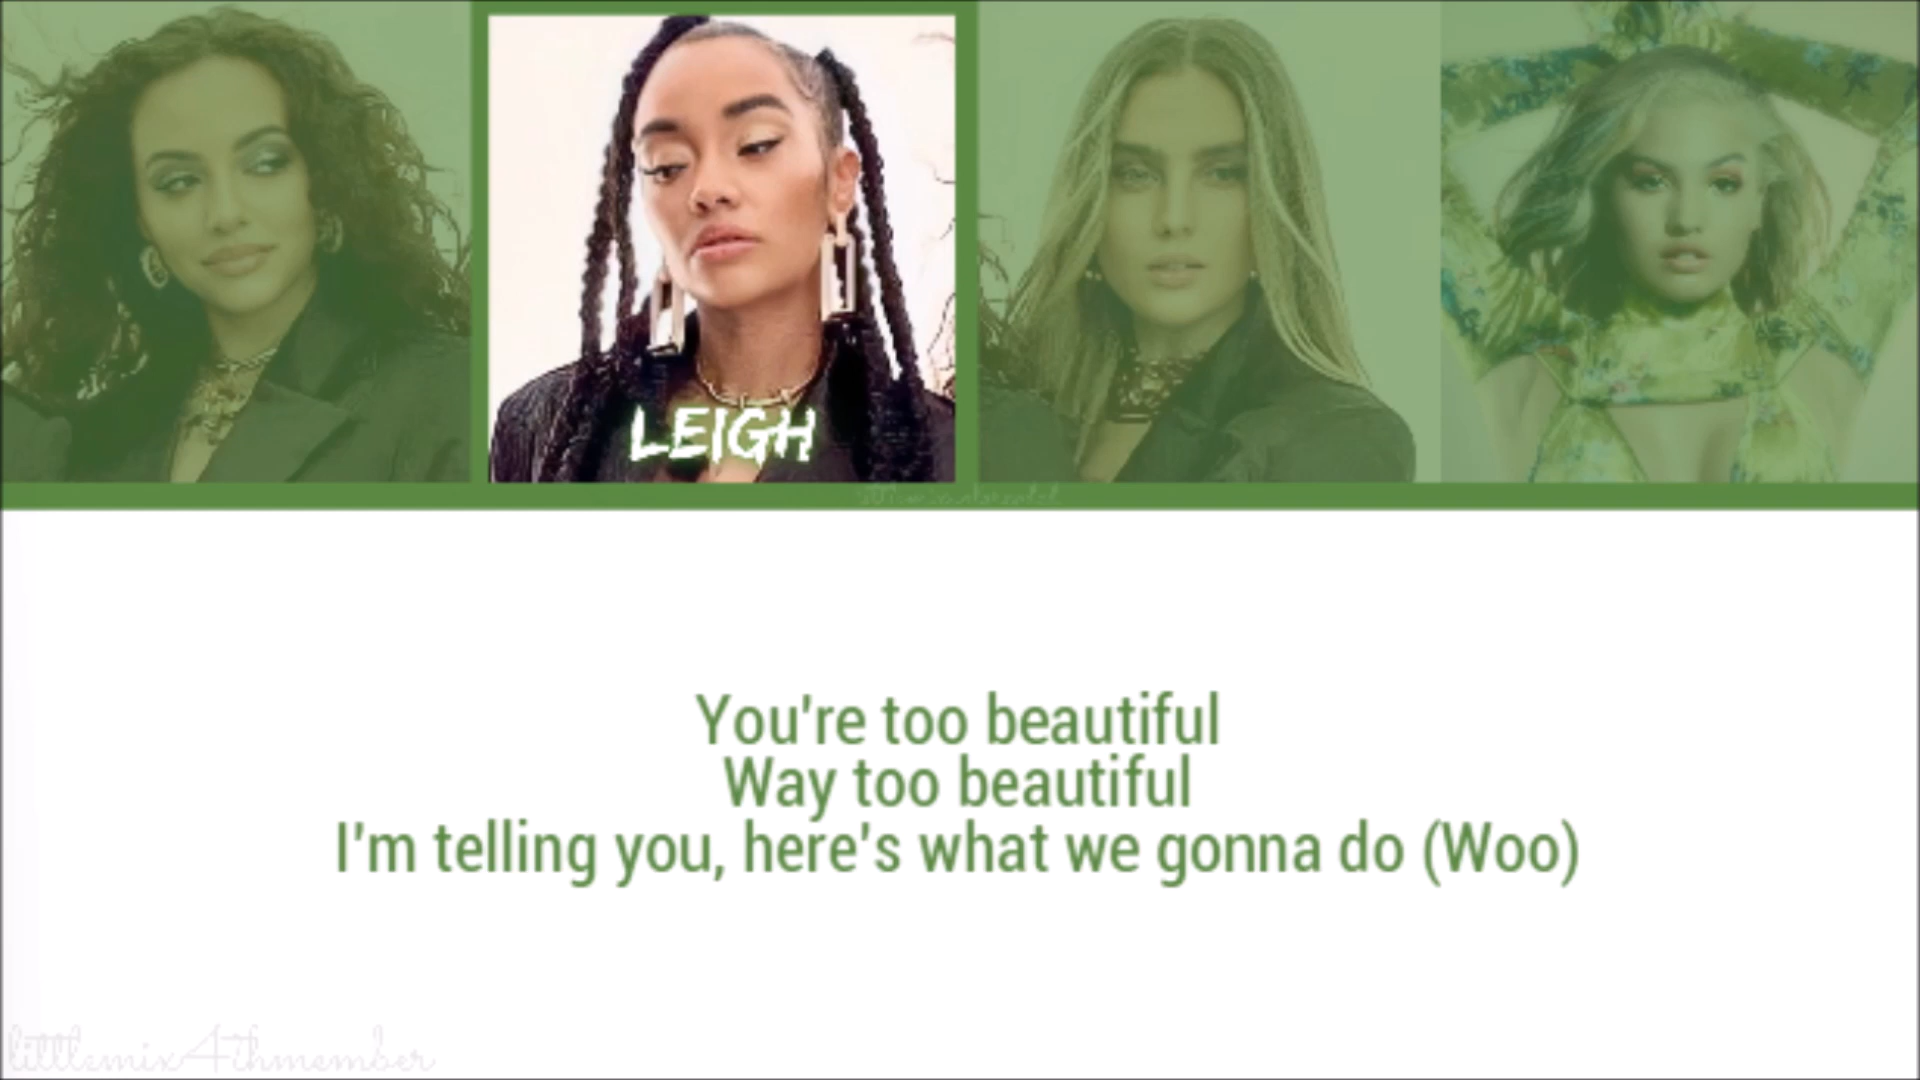 LEIGH
You're too beautiful
Way too beautiful
I'm telling you, here's what we gonna do (Woo)
littlemix4thmember